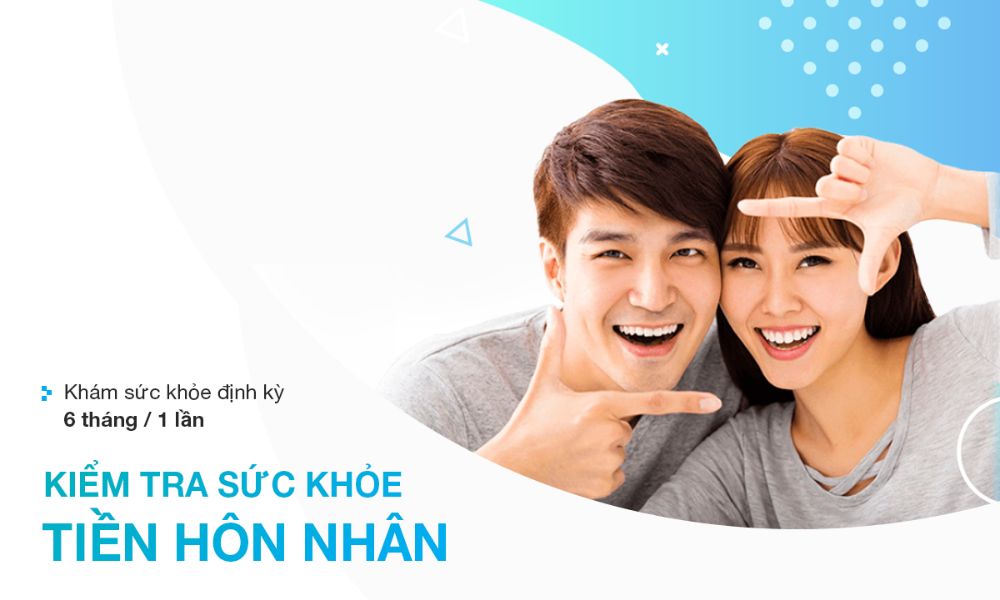 Khám sức khỏe định kỳ
6 tháng / 1 lần
KIỂM TRA SỨC KHỎE
TIỀN HÔN NHÂN